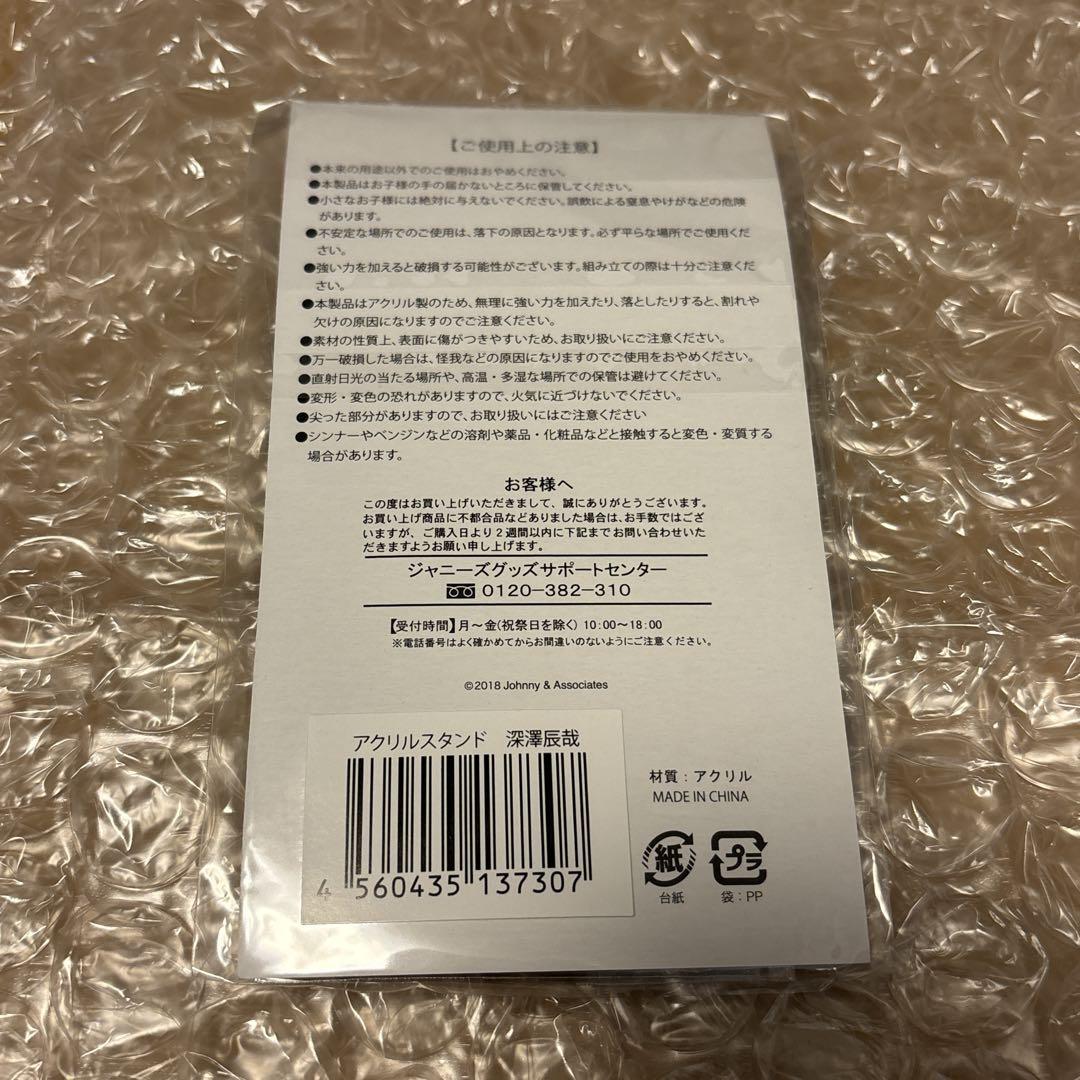 【ご使用上の注意】
●本来の用途以外でのご使用はおやめください。
●本製品はお子様の手の届かないところに保管してください。
●小さなお子様には絶対に与えないでください。誤飲による窒息やけがなどの危険
があります。
●不安定な場所でのご使用は、落下の原因となります。必ず平らな場所でご使用くだ
さい。
●強い力を加えると破損する可能性がございます。組み立ての際は十分ご注意くだ
さい。
●本製品はアクリル製のため、無理に強い力を加えたり、落としたりすると、割れや
欠けの原因になりますのでご注意ください。
●素材の性質上、表面に傷がつきやすいため、お取り扱いにご注意ください。
●万一破損した場合は、怪我などの原因になりますのでご使用をおやめください。
●直射日光の当たる場所や、高温・多湿な場所での保管は避けてください。
●変形・変色の恐れがありますので、火気に近づけないでください。
●尖った部分がありますので、お取り扱いにはご注意ください
●シンナーやベンジンなどの溶剤や薬品・化粧品などと接触すると変色・変質する
場合があります。
お客様へ
この度はお買い上げいただきまして、誠にありがとうございます。
お買い上げ商品に不都合品などありました場合は、お手数ではござ
いますが、ご購入日より2週間以内に下記までお問い合わせいた
だきますようお願い申し上げます。
ジャニーズグッズサポートセンター
0120-382-310
【受付時間】月～金(祝祭日を除く) 10:00～18:00
※電話番号はよく確かめてからお間違いのないようにご注意ください。
©2018 Johnny & Associates
アクリルスタンド 深澤辰哉
4 560435 137307
材質：アクリル
MADE IN CHINA
紙 プラ
台紙 袋：PP